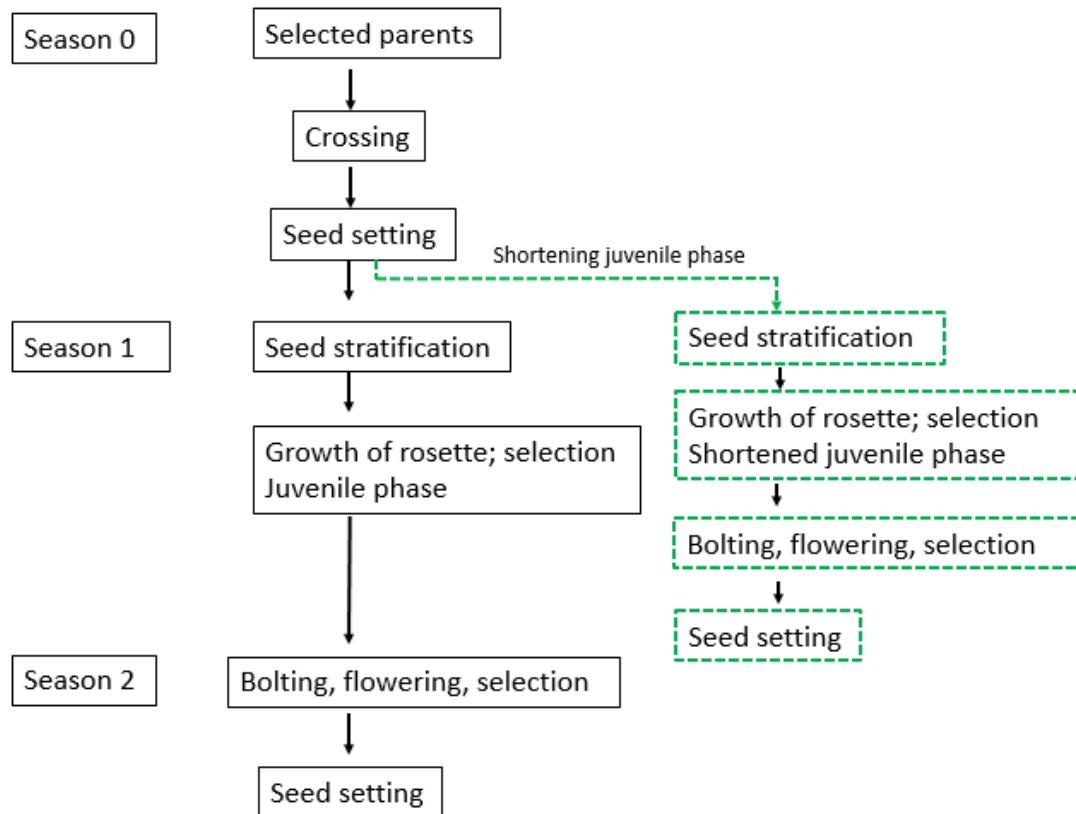 Season 0
Selected parents
Crossing
Seed setting
Shortening juvenile phase
Season 1
Seed stratification
Seed stratification
Growth of rosette; selection
Juvenile phase
Growth of rosette; selection
Shortened juvenile phase
Bolting, flowering, selection
Seed setting
Season 2
Bolting, flowering, selection
Seed setting